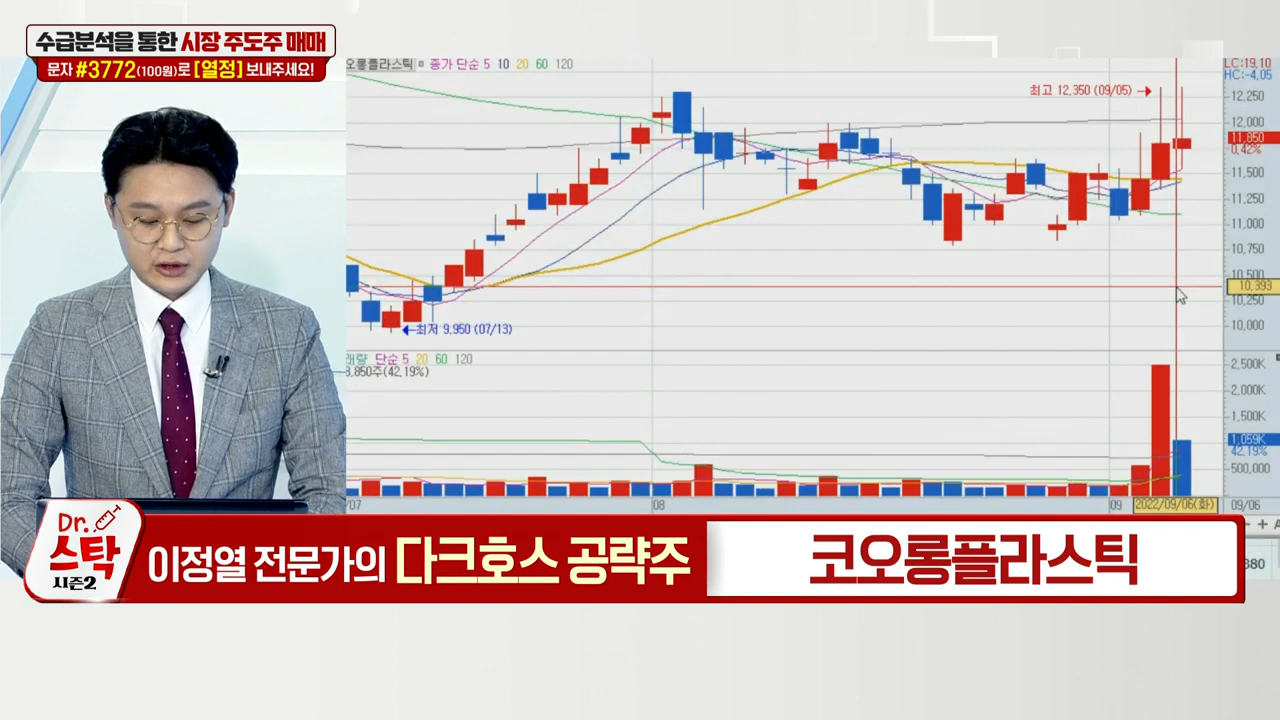 수급분석을 통한 시장 주도주 매매
문자 #3772(100원)로 [열정] 보내주세요!
오롱플라스틱 종가 단순 5 10 20 60 120
LC:19.10
HC:-4.05
최고 12,350 (09/05)
12,250
12,000
11,850
0.42%
11,500
11,250
11,000
10,750
10,500
10,393
10,250
10,000
최저 9,950 (07/13)
래량 단순 5 20 60 120
8,850주(42.19%)
2,500K
2,000K
1,500K
1,059K
42.19%
500,000
/07
08
09
2022/09/06(화)
09/06
680
Dr.
스탁
시즌2
이정열 전문가의 다크호스 공략주
코오롱플라스틱